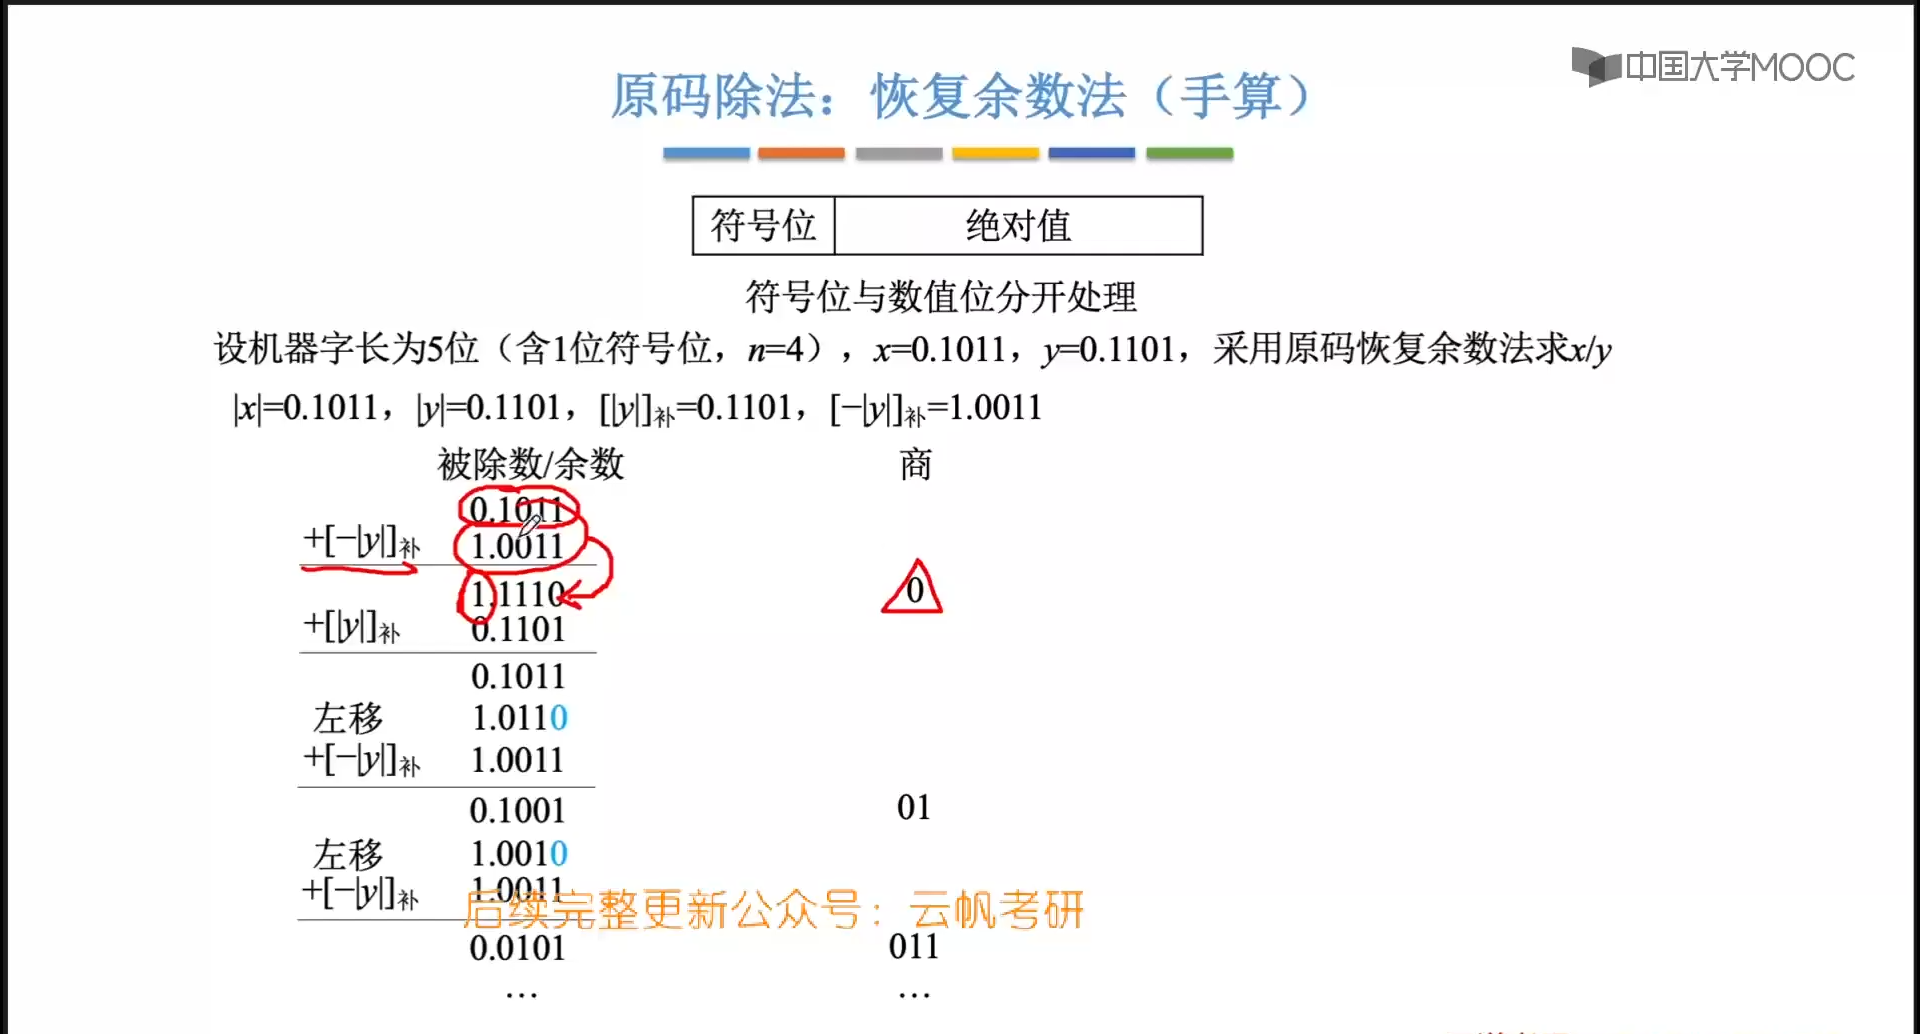 中国大学MOOC
原码除法：恢复余数法（手算）
符号位 绝对值
符号位与数值位分开处理
设机器字长为5位（含1位符号位，n=4），x=0.1011，y=0.1101，采用原码恢复余数法求x/y
|x|=0.1011，|y|=0.1101，[|y|]补=0.1101，[−|y|]补=1.0011
被除数/余数 商
0.1011
+[−|y|]补 1.0011
1.1110 0
+[|y|]补 0.1101
0.1011
左移 1.0110
+[−|y|]补 1.0011
0.1001 01
左移 1.0010
+[−|y|]补 1.0011
后续完整更新公众号：云帆考研
0.0101 011
… …